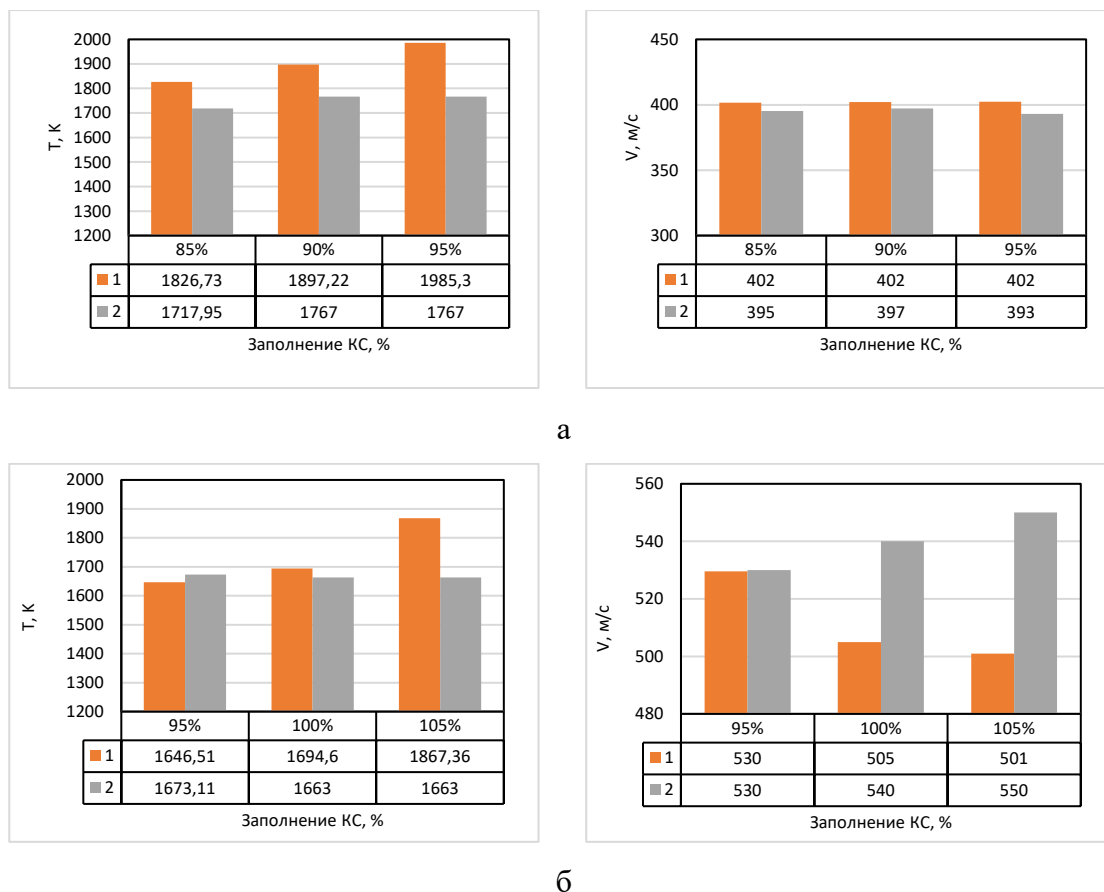 2000
1900
1800
1700
1600
1500
1400
1300
1200
Т, К
85% 90% 95%
1 1826,73 1897,22 1985,3
2 1717,95 1767 1767
Заполнение КС, %
450
400
350
300
V, м/с
85% 90% 95%
1 402 402 402
2 395 397 393
Заполнение КС, %
а
2000
1900
1800
1700
1600
1500
1400
1300
1200
Т, К
95% 100% 105%
1 1646,51 1694,6 1867,36
2 1673,11 1663 1663
Заполнение КС, %
560
540
520
500
480
V, м/с
95% 100% 105%
1 530 505 501
2 530 540 550
Заполнение КС, %
б